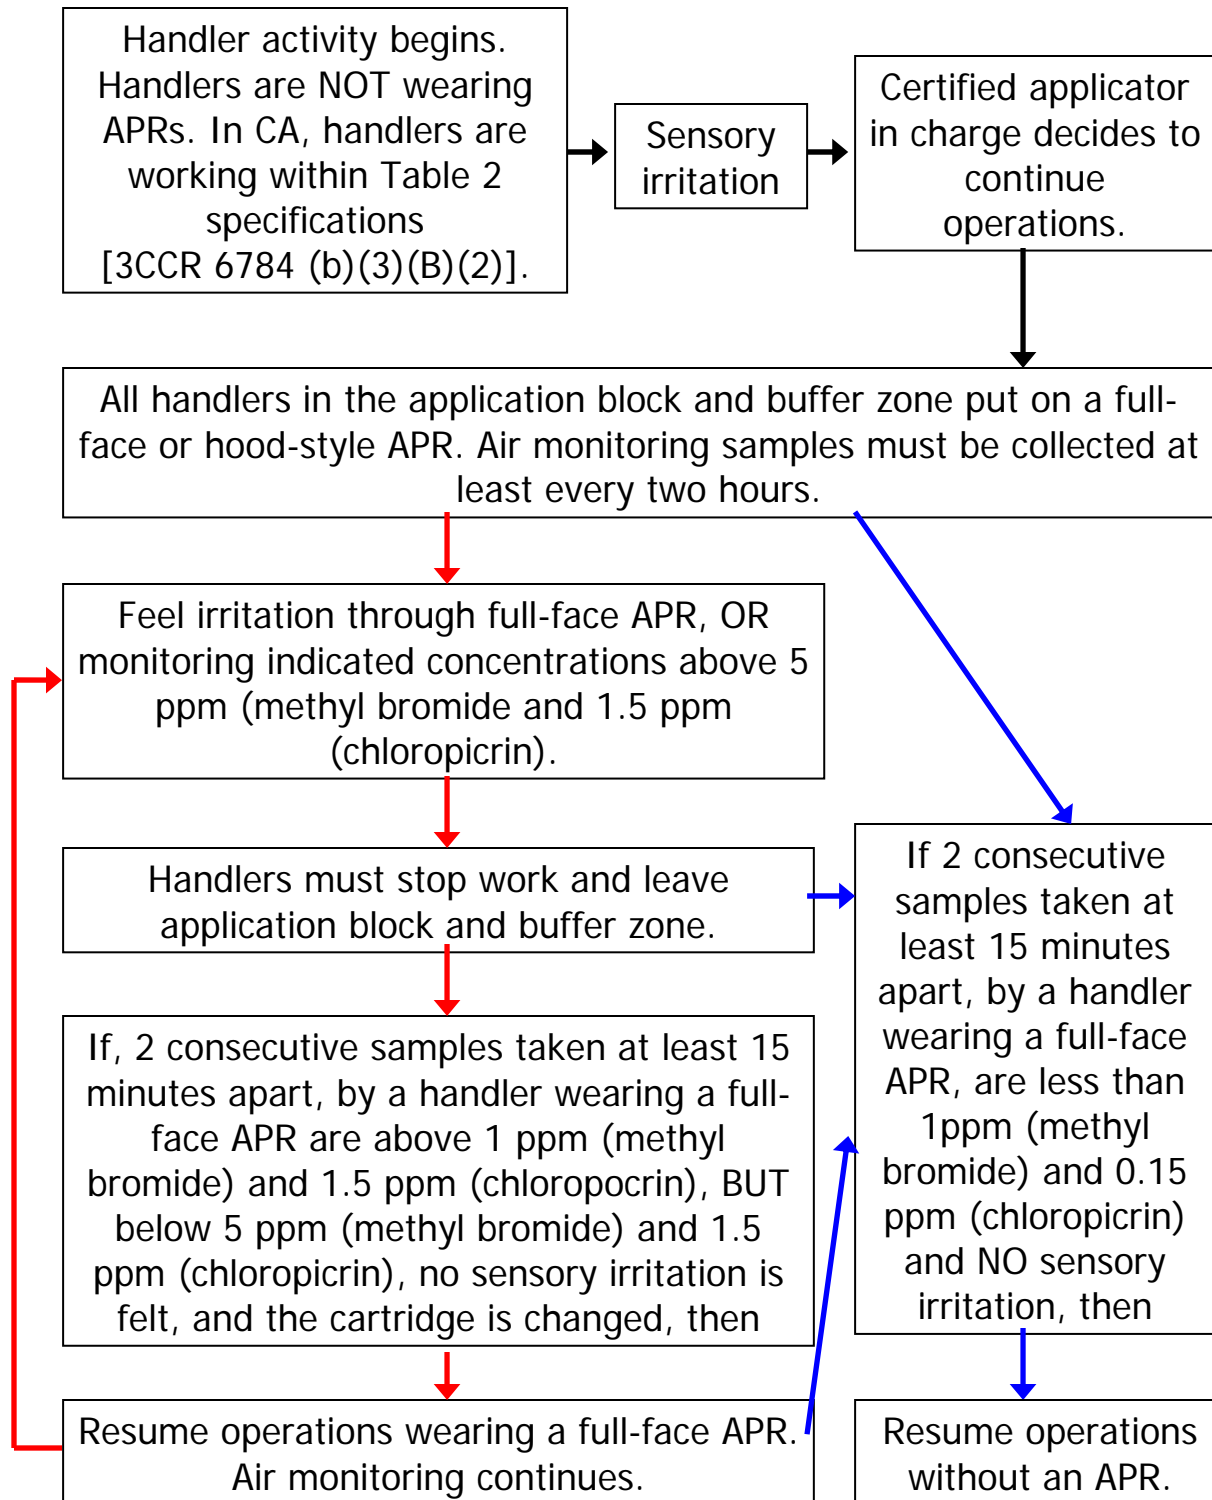 Handler activity begins.
Handlers are NOT wearing
APRs. In CA, handlers are
working within Table 2
specifications
[3CCR 6784 (b)(3)(B)(2)].
Sensory
irritation
Certified applicator
in charge decides to
continue
operations.
All handlers in the application block and buffer zone put on a full-
face or hood-style APR. Air monitoring samples must be collected at
least every two hours.
Feel irritation through full-face APR, OR
monitoring indicated concentrations above 5
ppm (methyl bromide and 1.5 ppm
(chloropicrin).
Handlers must stop work and leave
application block and buffer zone.
If, 2 consecutive samples taken at least 15
minutes apart, by a handler wearing a full-
face APR are above 1 ppm (methyl
bromide) and 1.5 ppm (chloropocrin), BUT
below 5 ppm (methyl bromide) and 1.5
ppm (chloropicrin), no sensory irritation is
felt, and the cartridge is changed, then
Resume operations wearing a full-face APR.
Air monitoring continues.
If 2 consecutive
samples taken at
least 15 minutes
apart, by a handler
wearing a full-face
APR, are less than
1ppm (methyl
bromide) and 0.15
ppm (chloropicrin)
and NO sensory
irritation, then
Resume operations
without an APR.